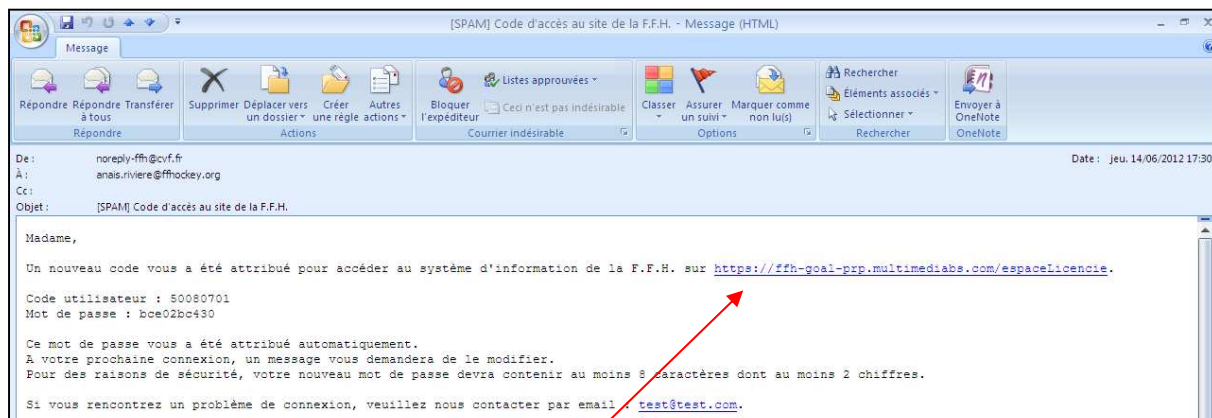 [SPAM] Code d'accès au site de la F.F.H. - Message (HTML)
Message
Répondre Répondre à tous Transférer
Supprimer Déplacer vers un dossier Créer une règle Autres actions
Bloquer l'expéditeur Listes approuvées Ceci n'est pas indésirable
Classer Assurer un suivi Marquer comme non lu(s)
Rechercher Éléments associés Sélectionner
Envoyer à OneNote
Répondre Actions Courrier indésirable Options Rechercher OneNote
De : noreply-ffh@cvf.fr Date : jeu. 14/06/2012 17:30
À : anais.riviere@ffhockey.org
Cc :
Objet : [SPAM] Code d'accès au site de la F.F.H.
Madame,
Un nouveau code vous a été attribué pour accéder au système d'information de la F.F.H. sur https://ffh-goal-prp.multimediabs.com/espaceLicencie.
Code utilisateur : 50080701
Mot de passe : bce02bc430
Ce mot de passe vous a été attribué automatiquement.
A votre prochaine connexion, un message vous demandera de le modifier.
Pour des raisons de sécurité, votre nouveau mot de passe devra contenir au moins 8 caractères dont au moins 2 chiffres.
Si vous rencontrez un problème de connexion, veuillez nous contacter par email : test@test.com.